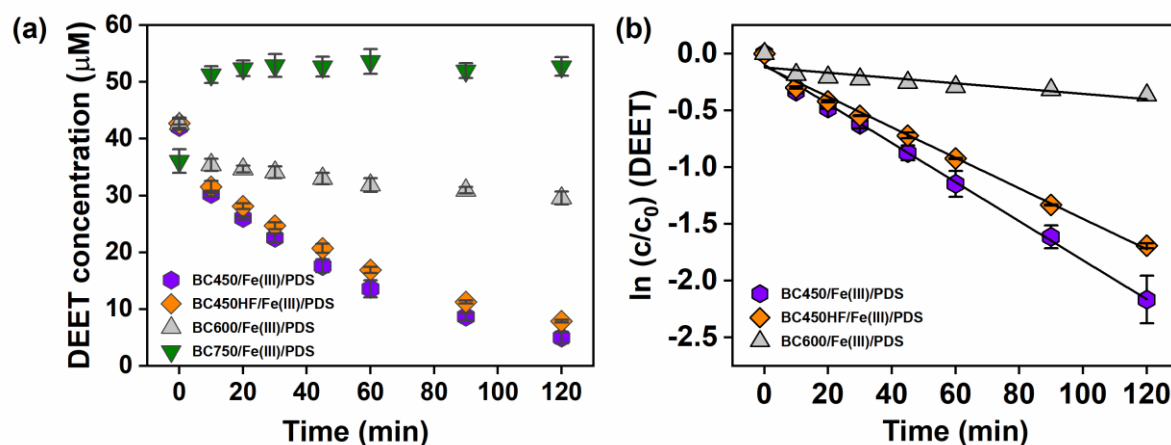 (a)
DEET concentration (μM)
60
50
40
30
20
10
0
BC450/Fe(III)/PDS
BC450HF/Fe(III)/PDS
BC600/Fe(III)/PDS
BC750/Fe(III)/PDS
0 20 40 60 80 100 120
Time (min)
(b)
ln (c/c₀) (DEET)
0.0
-0.5
-1.0
-1.5
-2.0
-2.5
BC450/Fe(III)/PDS
BC450HF/Fe(III)/PDS
BC600/Fe(III)/PDS
0 20 40 60 80 100 120
Time (min)